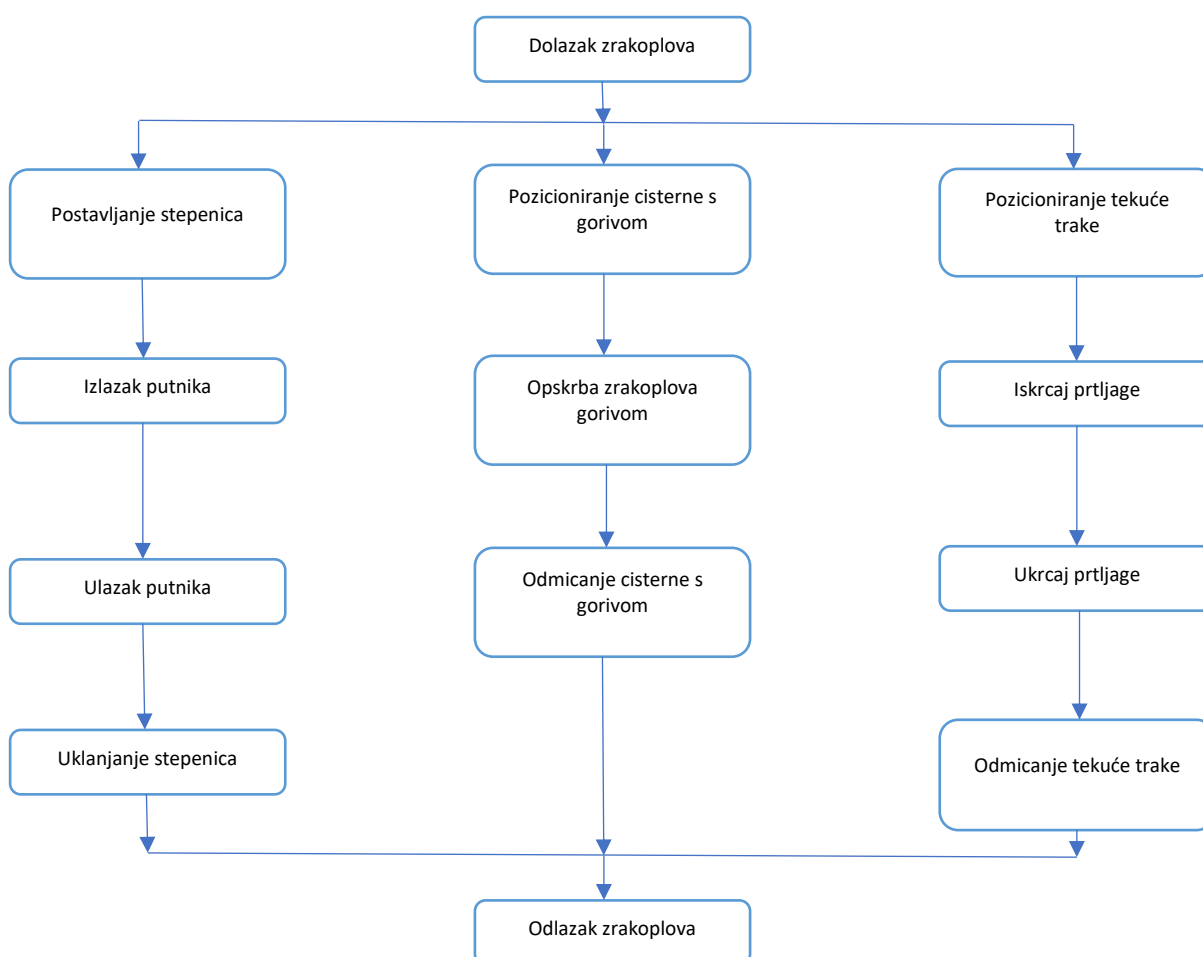 Dolazak zrakoplova
Postavljanje stepenica
Pozicioniranje cisterne s
gorivom
Pozicioniranje tekuće
trake
Izlazak putnika
Opskrba zrakoplova
gorivom
Iskrcaj prtljage
Ulazak putnika
Odmicanje cisterne s
gorivom
Ukrcaj prtljage
Uklanjanje stepenica
Odmicanje tekuće trake
Odlazak zrakoplova